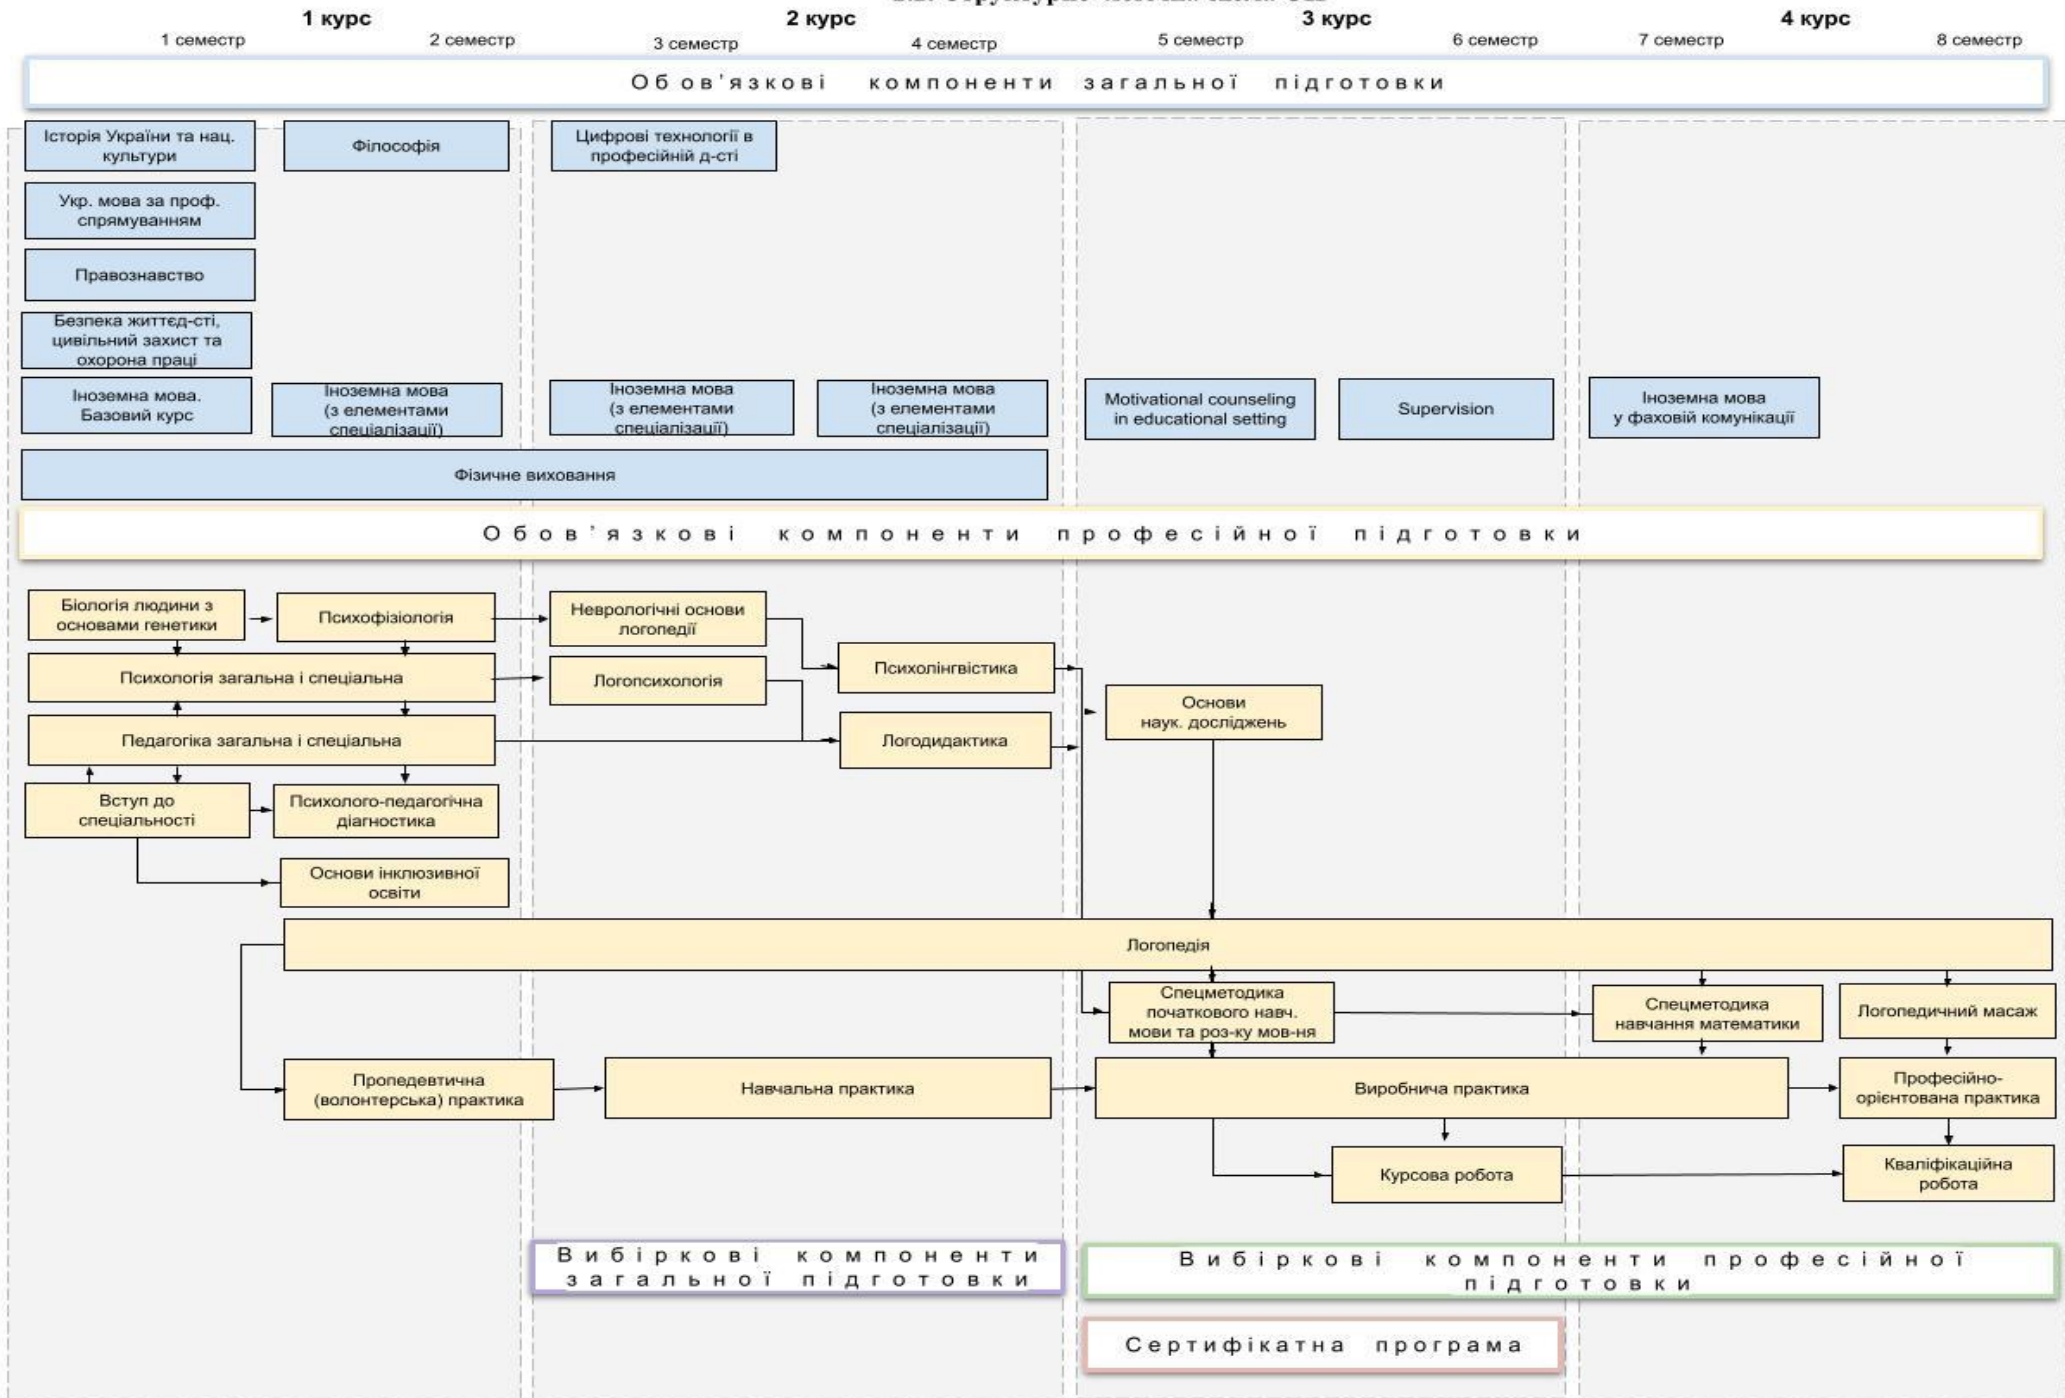 1 курс
2 курс
3 курс
4 курс
1 семестр
2 семестр
3 семестр
4 семестр
5 семестр
6 семестр
7 семестр
8 семестр
Обов'язкові компоненти загальної підготовки
Історія України та нац.
культури
Філософія
Цифрові технології в
професійній д-сті
Укр. мова за проф.
спрямуванням
Правознавство
Безпека життєд-сті,
цивільний захист та
охорона праці
Іноземна мова.
Базовий курс
Іноземна мова
(з елементами
спеціалізації)
Іноземна мова
(з елементами
спеціалізації)
Іноземна мова
(з елементами
спеціалізації)
Motivational counseling
in educational setting
Supervision
Іноземна мова
у фаховій комунікації
Фізичне виховання
Обов'язкові компоненти професійної підготовки
Біологія людини з
основами генетики
Психофізіологія
Неврологічні основи
логопедії
Психологія загальна і спеціальна
Логопсихологія
Психолінгвістика
Основи
наук. досліджень
Педагогіка загальна і спеціальна
Логодидактика
Вступ до
спеціальності
Психолого-педагогічна
діагностика
Основи інклюзивної
освіти
Логопедія
Спецметодика
початкового навч.
мови та роз-ку мов-ня
Спецметодика
навчання математики
Логопедичний масаж
Пропедевтична
(волонтерська) практика
Навчальна практика
Виробнича практика
Професійно-
орієнтована практика
Курсова робота
Кваліфікаційна
робота
Вибіркові компоненти
загальної підготовки
Вибіркові компоненти професійної
підготовки
Сертифікатна програма